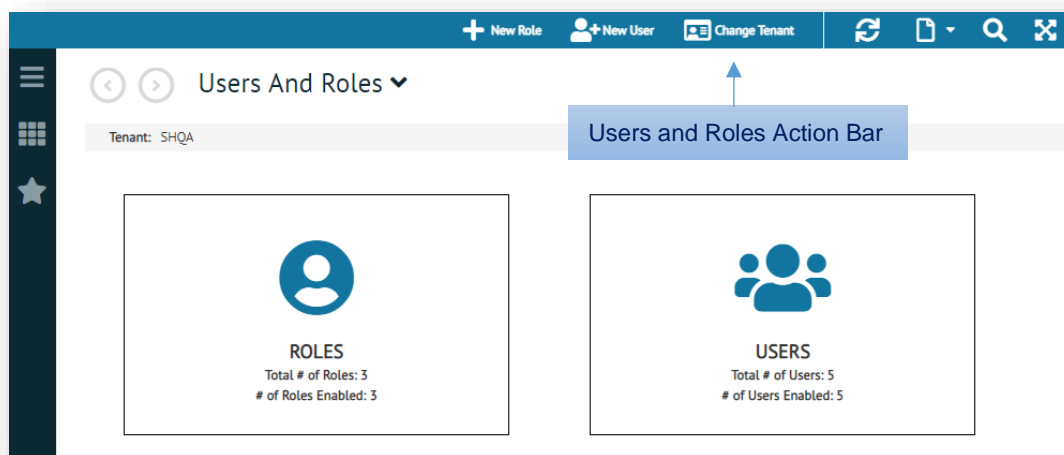 New Role New User Change Tenant
Users And Roles
Tenant: SHQA
Users and Roles Action Bar
ROLES
Total # of Roles: 3
# of Roles Enabled: 3
USERS
Total # of Users: 5
# of Users Enabled: 5